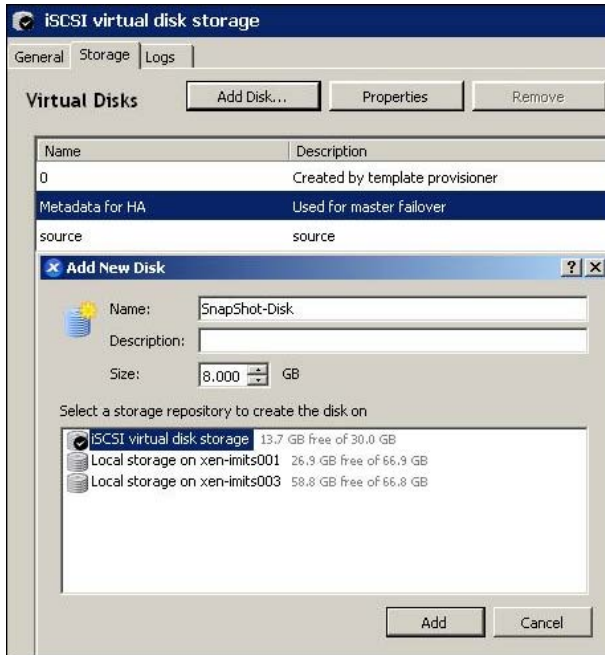 iSCSI virtual disk storage
General Storage Logs
Virtual Disks Add Disk... Properties Remove
Name Description
0 Created by template provisioner
Metadata for HA Used for master failover
source source
Add New Disk
Name: SnapShot-Disk
Description:
Size: 8.000 GB
Select a storage repository to create the disk on
iSCSI virtual disk storage 13.7 GB free of 30.0 GB
Local storage on xen-imits001 26.9 GB free of 66.9 GB
Local storage on xen-imits003 58.8 GB free of 66.8 GB
Add Cancel